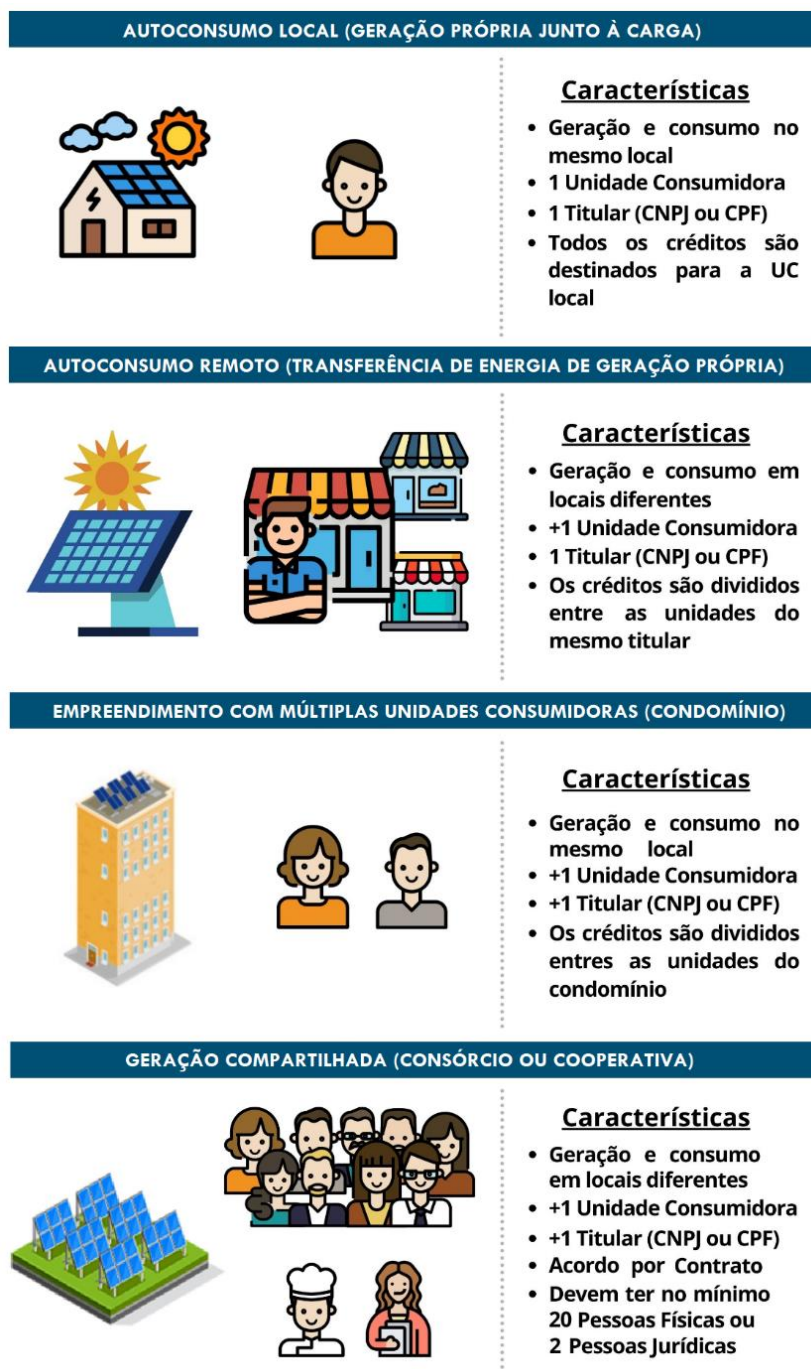 AUTOCONSUMO LOCAL (GERAÇÃO PRÓPRIA JUNTO À CARGA)
Características
• Geração e consumo no
mesmo local
• 1 Unidade Consumidora
• 1 Titular (CNPJ ou CPF)
• Todos os créditos são
destinados para a UC
local
AUTOCONSUMO REMOTO (TRANSFERÊNCIA DE ENERGIA DE GERAÇÃO PRÓPRIA)
Características
• Geração e consumo em
locais diferentes
• +1 Unidade Consumidora
• 1 Titular (CNPJ ou CPF)
• Os créditos são divididos
entre as unidades do
mesmo titular
EMPREENDIMENTO COM MÚLTIPLAS UNIDADES CONSUMIDORAS (CONDOMÍNIO)
Características
• Geração e consumo no
mesmo local
• +1 Unidade Consumidora
• +1 Titular (CNPJ ou CPF)
• Os créditos são divididos
entres as unidades do
condomínio
GERAÇÃO COMPARTILHADA (CONSÓRCIO OU COOPERATIVA)
Características
• Geração e consumo
em locais diferentes
• +1 Unidade Consumidora
• +1 Titular (CNPJ ou CPF)
• Acordo por Contrato
• Devem ter no mínimo
20 Pessoas Físicas ou
2 Pessoas Jurídicas